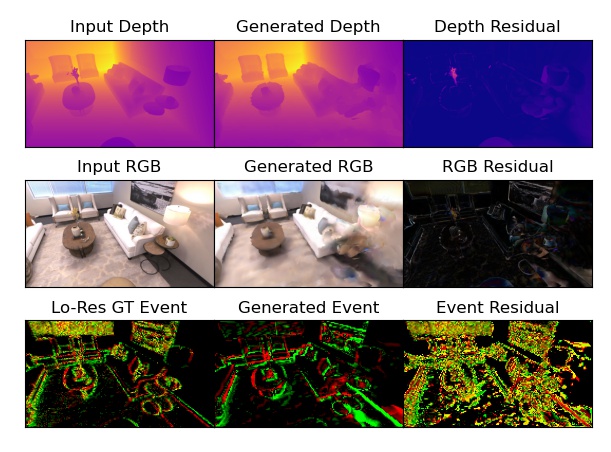 Input Depth Generated Depth Depth Residual
Input RGB Generated RGB RGB Residual
Lo-Res GT Event Generated Event Event Residual